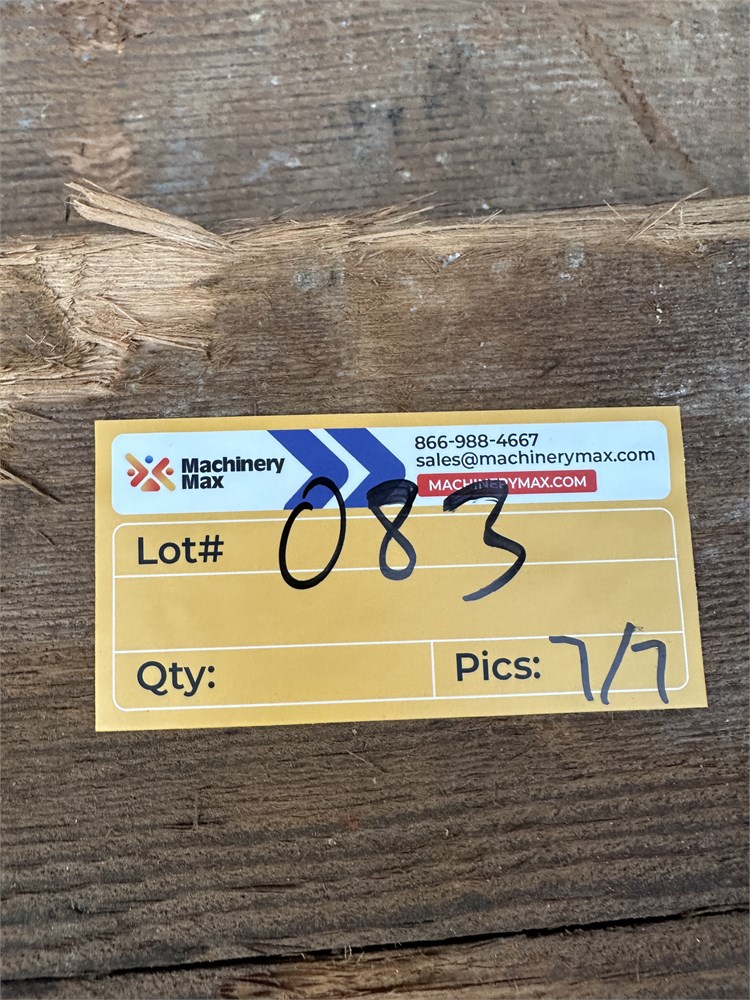 Machinery
Max
866-988-4667
sales@machinerymax.com
MACHINERYMAX.COM
Lot# 083
Qty:
Pics: 7/7